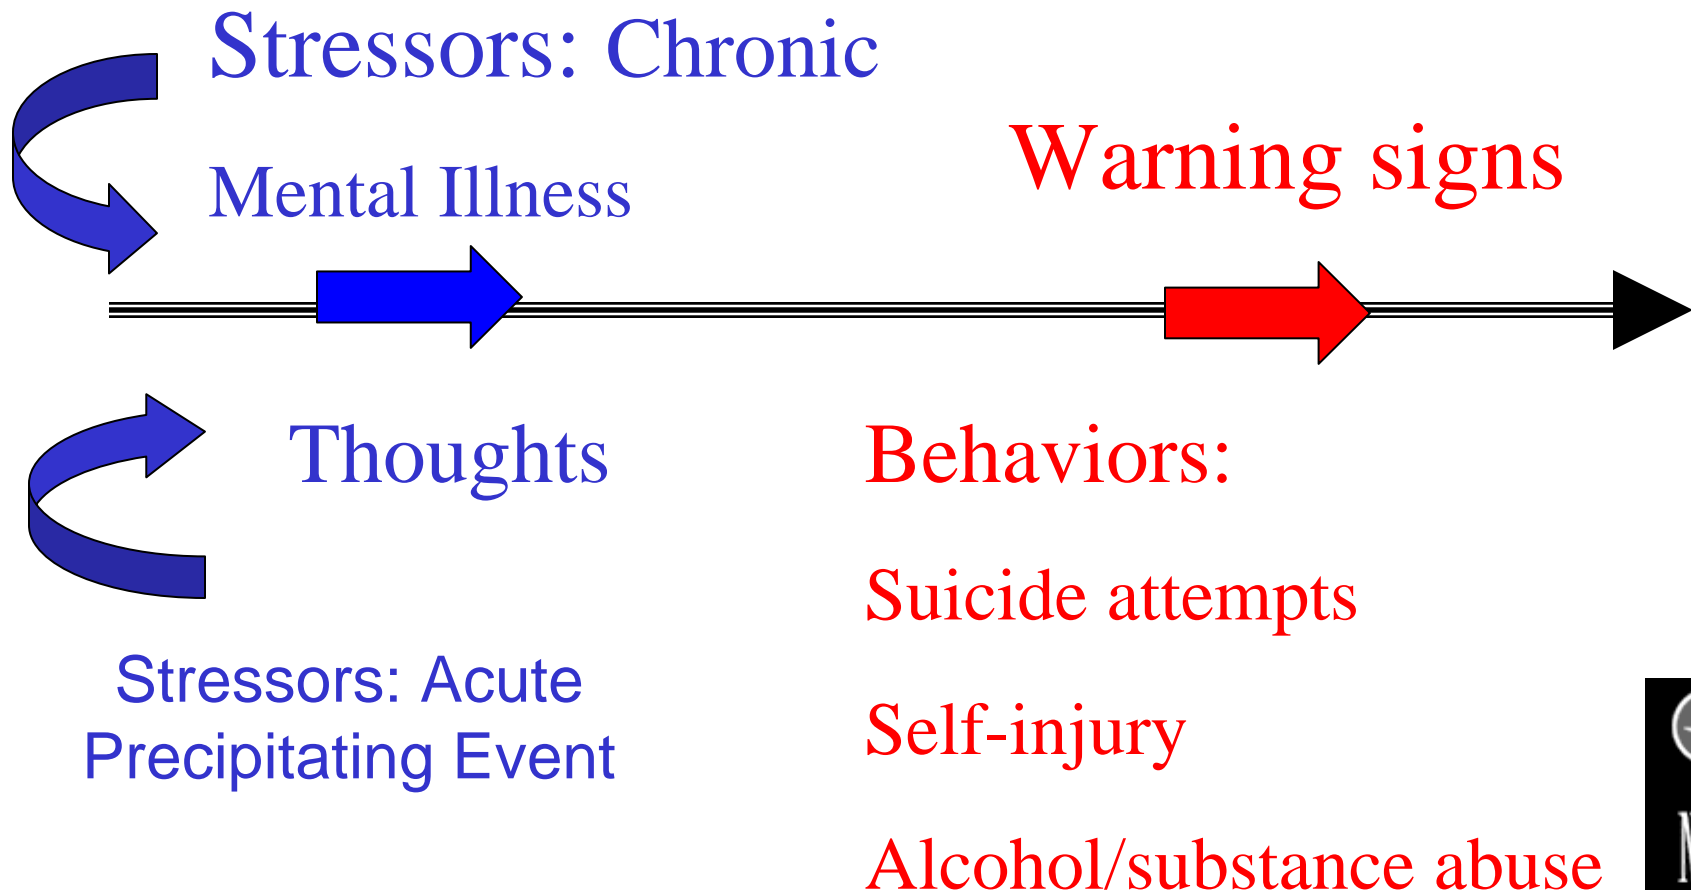 Stressors: Chronic
Mental Illness
Warning signs
Thoughts
Stressors: Acute
Precipitating Event
Behaviors:
Suicide attempts
Self-injury
Alcohol/substance abuse